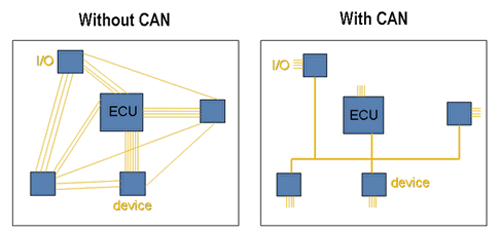 Without CAN
With CAN
I/O
ECU
device
I/O
ECU
device